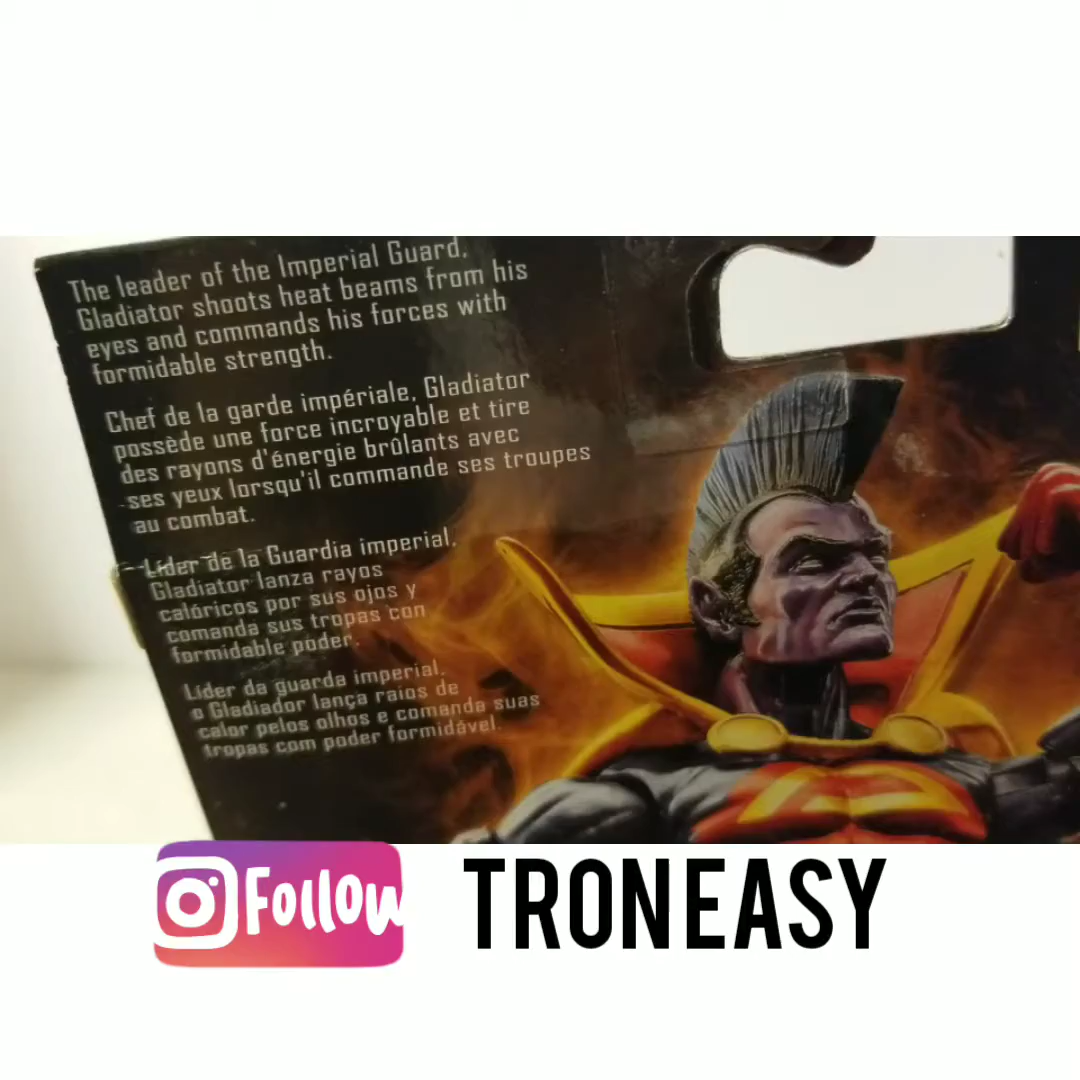 The leader of the Imperial Guard,
Gladiator shoots heat beams from his
eyes and commands his forces with
formidable strength.
Chef de la garde impériale, Gladiator
possède une force incroyable et tire
des rayons d'énergie brûlants avec
ses yeux lorsqu'il commande ses troupes
au combat.
Líder de la Guardia imperial,
Gladiator lanza rayos
calóricos por sus ojos y
comanda sus tropas con
formidable poder.
Líder da guarda imperial,
o Gladiador lança raios de
calor pelos olhos e comanda suas
tropas com poder formidável.
Follow TRONEASY